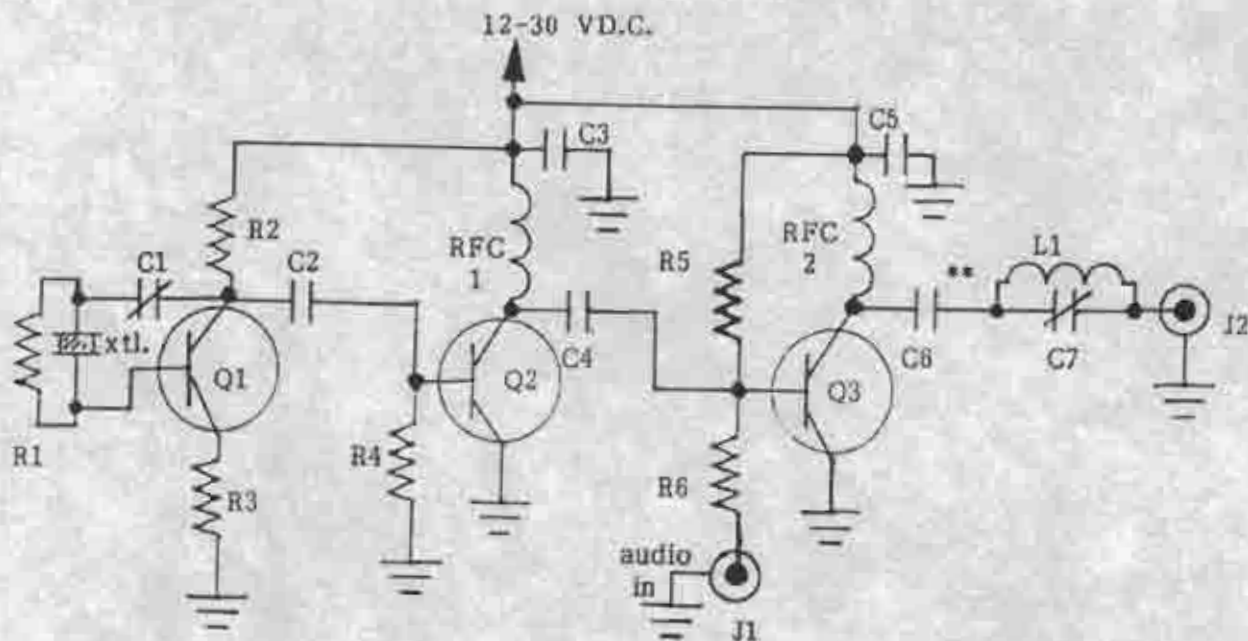 12-30 VD.C.
C3
C5
R2
RFC
1
R5
RFC
2
**
L1
C1
C2
C4
C6
C7
J2
xtl.
Q1
Q2
Q3
R1
R4
R3
R6
audio
in
J1